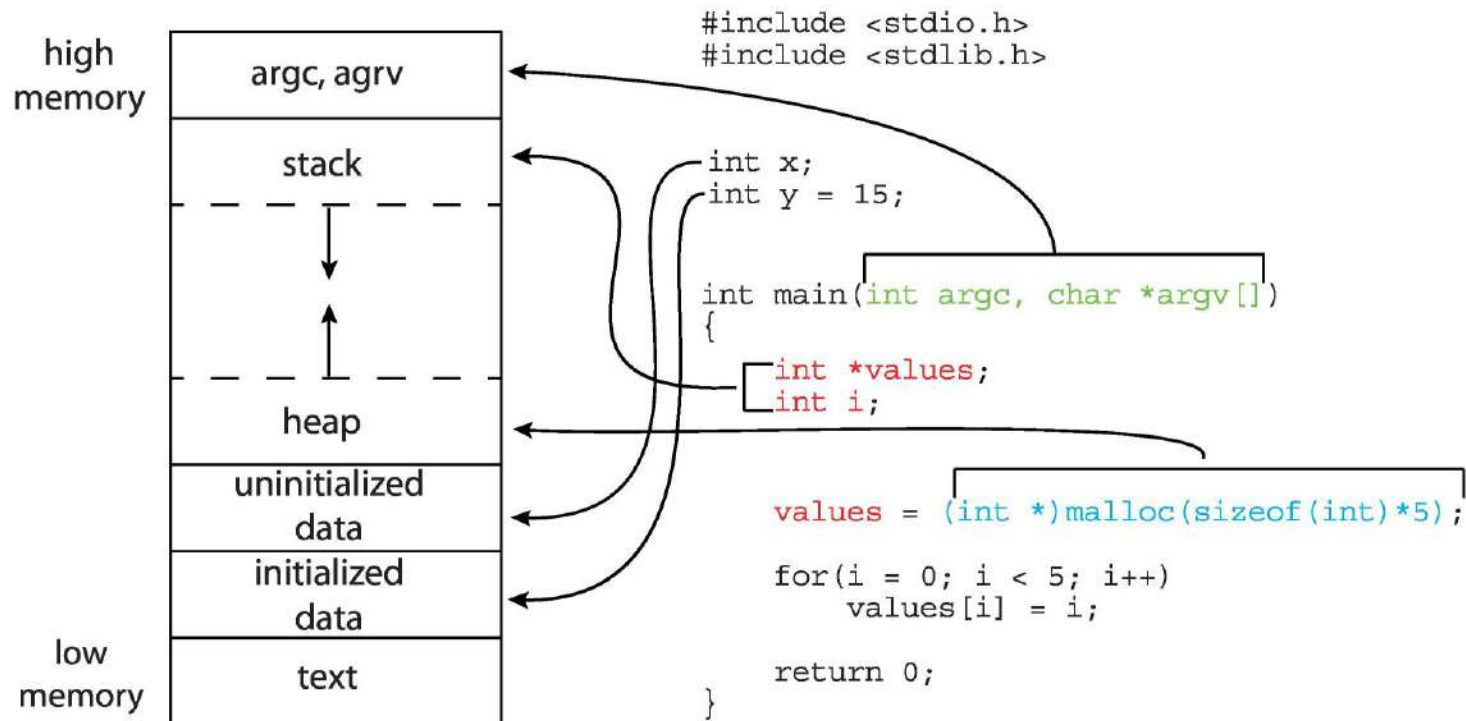 high
memory
argc, agrv
stack
heap
uninitialized
data
initialized
data
text
low
memory
#include <stdio.h>
#include <stdlib.h>
int x;
int y = 15;
int main(int argc, char *argv[])
{
int *values;
int i;
values = (int *)malloc(sizeof(int)*5);
for(i = 0; i < 5; i++)
values[i] = i;
return 0;
}